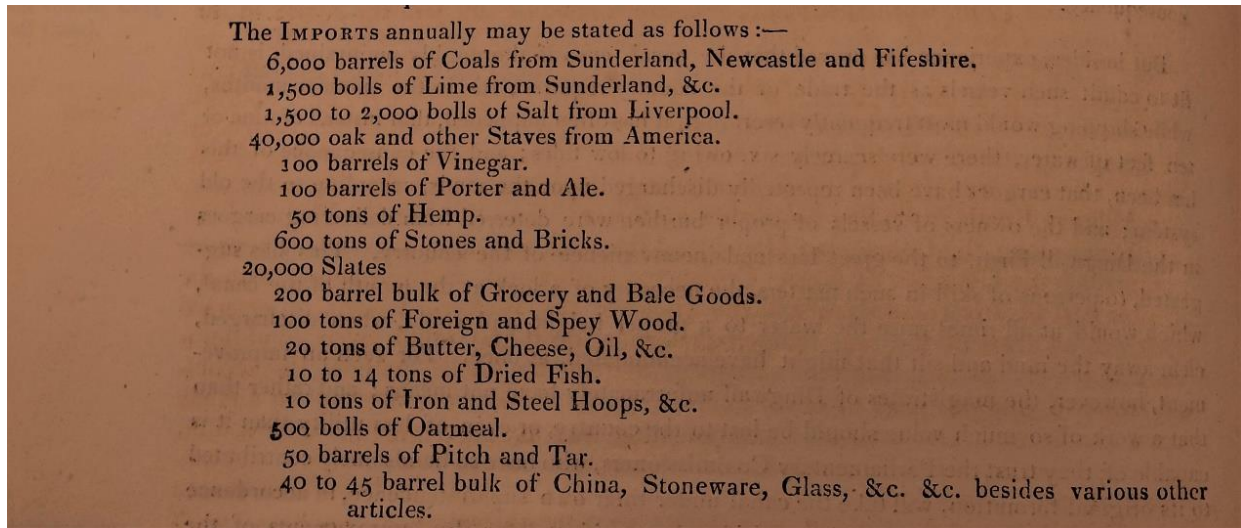 The IMPORTS annually may be stated as follows :—
6,000 barrels of Coals from Sunderland, Newcastle and Fifeshire.
1,500 bolls of Lime from Sunderland, &c.
1,500 to 2,000 bolls of Salt from Liverpool.
40,000 oak and other Staves from America.
100 barrels of Vinegar.
100 barrels of Porter and Ale.
50 tons of Hemp.
600 tons of Stones and Bricks.
20,000 Slates
200 barrel bulk of Grocery and Bale Goods.
100 tons of Foreign and Spey Wood.
20 tons of Butter, Cheese, Oil, &c.
10 to 14 tons of Dried Fish.
10 tons of Iron and Steel Hoops, &c.
500 bolls of Oatmeal.
50 barrels of Pitch and Tar.
40 to 45 barrel bulk of China, Stoneware, Glass, &c. &c. besides various other
articles.